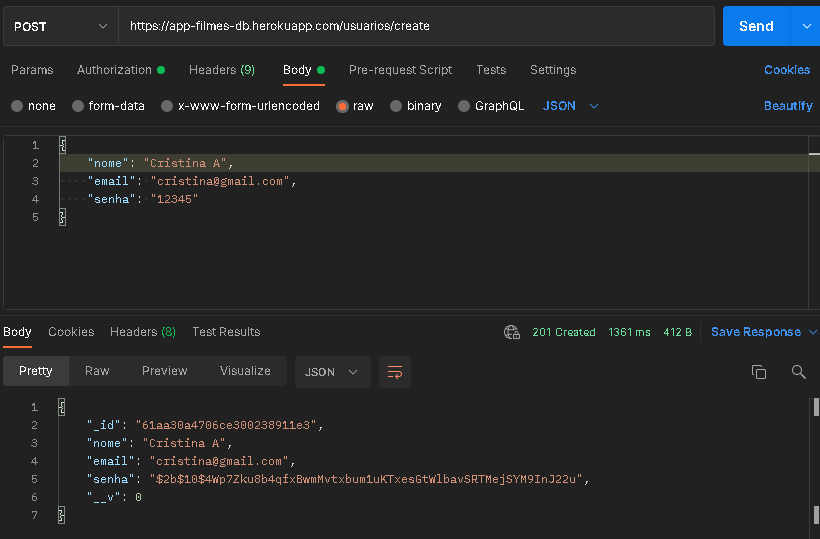 POST https://app-filmes-db.herokuapp.com/usuarios/create Send
Params Authorization Headers (9) Body Pre-request Script Tests Settings Cookies
none form-data x-www-form-urlencoded raw binary GraphQL JSON Beautify
1 {
2 "nome": "Cristina A",
3 "email": "cristina@gmail.com",
4 "senha": "12345"
5 }
Body Cookies Headers (8) Test Results 201 Created 1361 ms 412 B Save Response
Pretty Raw Preview Visualize JSON
1 {
2 "_id": "61aa30a4706ce300238911e3",
3 "nome": "Cristina A",
4 "email": "cristina@gmail.com",
5 "senha": "$2b$10$4Wp7Zku8b4qfxBwmMvtxbum1uKTxesGtWlbavSRTMejSYM9InJ22u",
6 "__v": 0
7 }